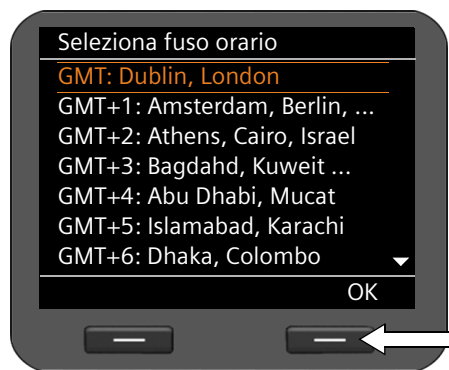 Seleziona fuso orario
GMT: Dublin, London
GMT+1: Amsterdam, Berlin, ...
GMT+2: Athens, Cairo, Israel
GMT+3: Bagdahd, Kuweit ...
GMT+4: Abu Dhabi, Mucat
GMT+5: Islamabad, Karachi
GMT+6: Dhaka, Colombo
OK